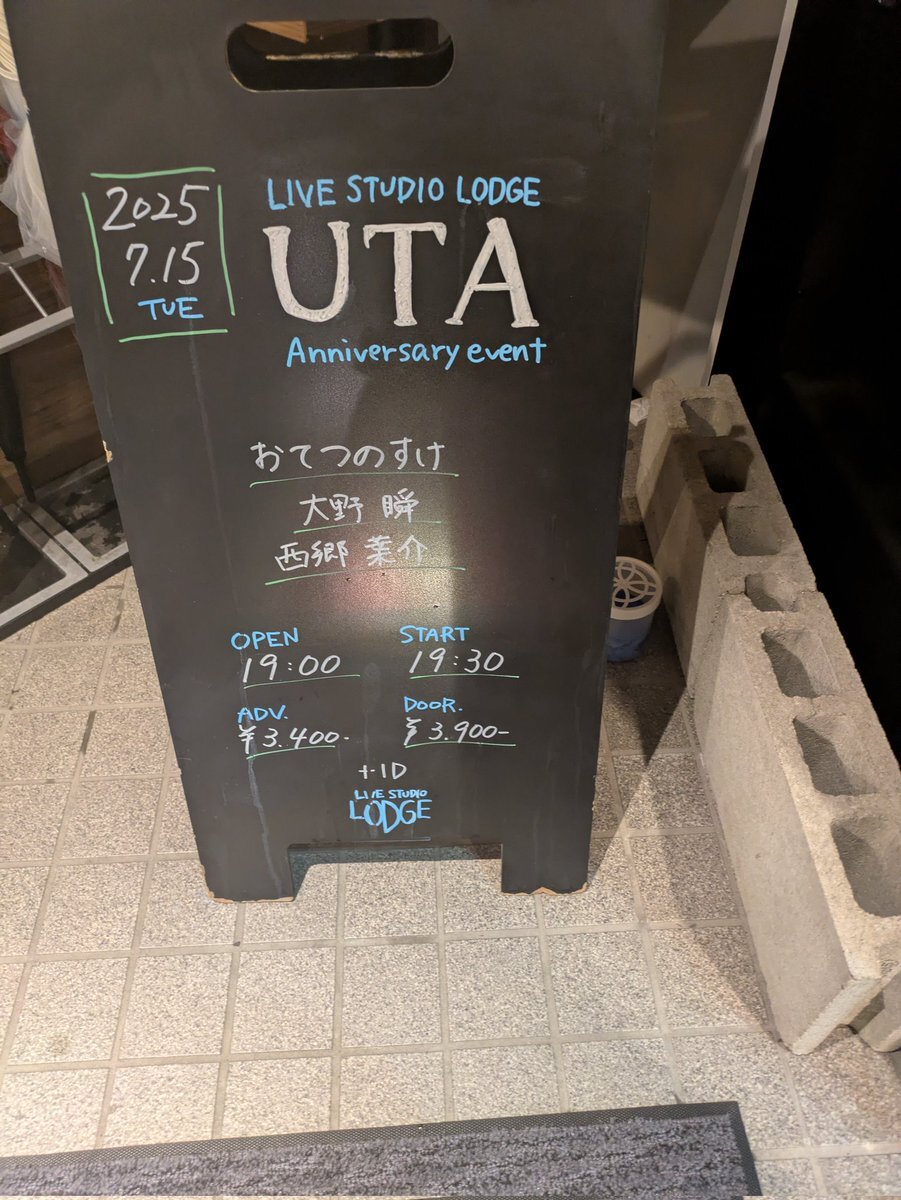 2025
7.15
TUE
LIVE STUDIO LODGE
UTA
Anniversary event
おてつのすけ
大野 瞬
西郷 葉介
OPEN
19:00
START
19:30
ADV.
¥3.400-
DOOR.
¥3.900-
+1D
LIVE STUDIO
LODGE